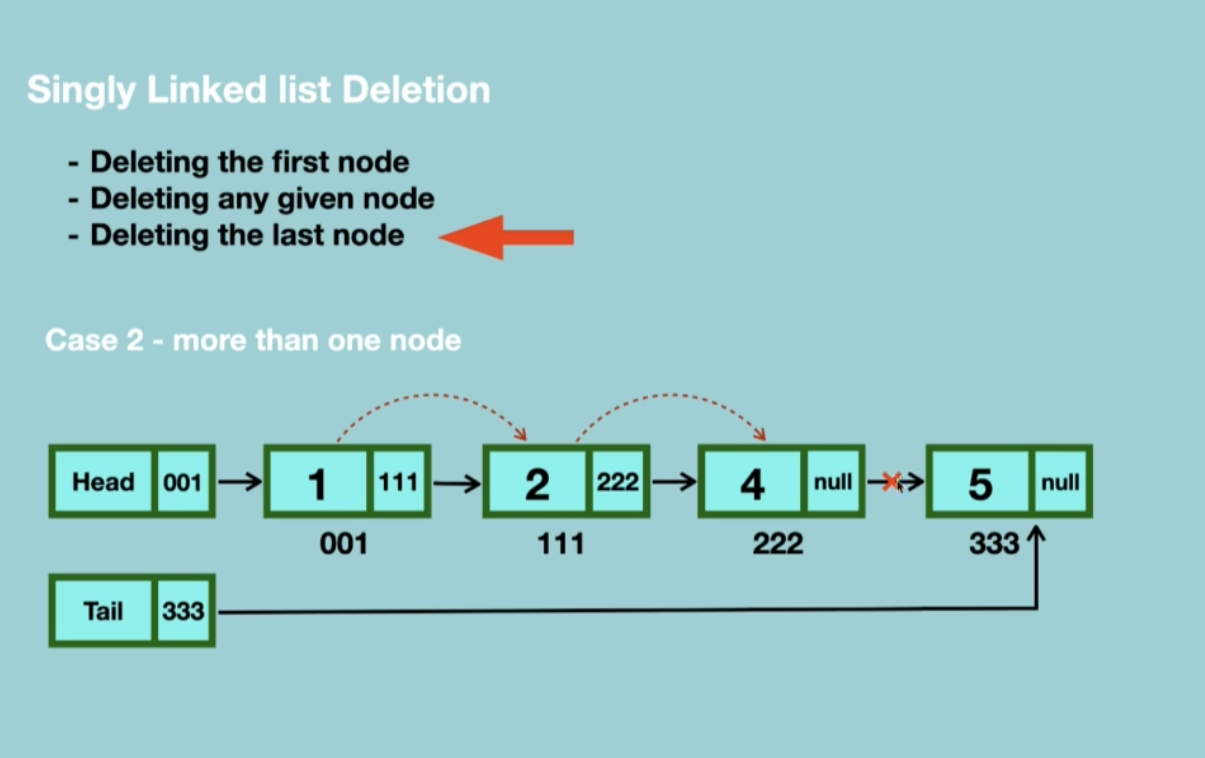 Singly Linked list Deletion
- Deleting the first node
- Deleting any given node
- Deleting the last node
Case 2 - more than one node
Head 001 1 111 2 222 4 null 5 null
001 111 222 333
Tail 333